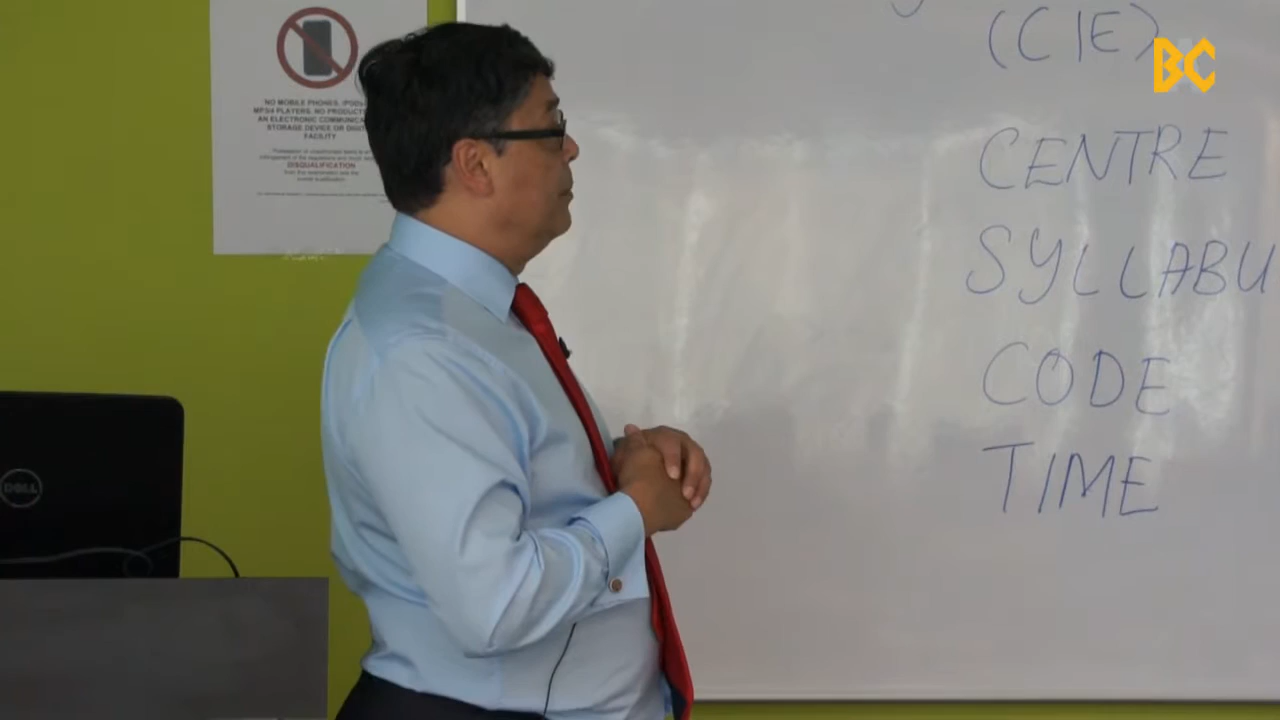 (CIE)
BC
CENTRE
SYLLABU
CODE
TIME
NO MOBILE PHONES, IPODs
MP3/4 PLAYERS, NO PRODUCT
AN ELECTRONIC COMMUNICA
STORAGE DEVICE OR DIGI
FACILITY
DISQUALIFICATION
DELL